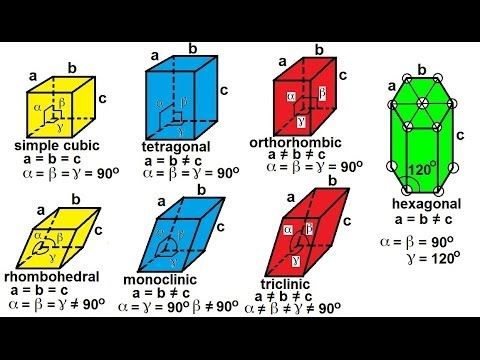 a b c
α β γ
simple cubic
a = b = c
α = β = γ = 90°
a b c
α β γ
tetragonal
a = b ≠ c
α = β = γ = 90°
a b c
α β γ
orthorhombic
a ≠ b ≠ c
α = β = γ = 90°
a b c
120°
hexagonal
a = b ≠ c
α = β = 90°
γ = 120°
a b c
α β γ
rhombohedral
a = b = c
α = β = γ ≠ 90°
a b c
α β γ
monoclinic
a = b ≠ c
α = γ = 90° β ≠ 90°
a b c
α β γ
triclinic
a ≠ b ≠ c
α ≠ β ≠ γ ≠ 90°